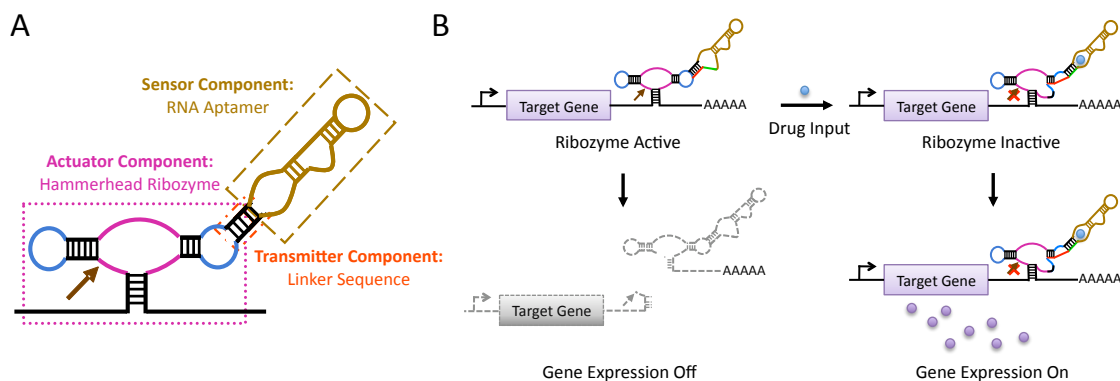 A
Sensor Component:
RNA Aptamer
Actuator Component:
Hammerhead Ribozyme
Transmitter Component:
Linker Sequence
B
Target Gene
AAAAA
Ribozyme Active
Drug Input
Target Gene
AAAAA
Ribozyme Inactive
AAAAA
Target Gene
Gene Expression Off
Target Gene
AAAAA
Gene Expression On